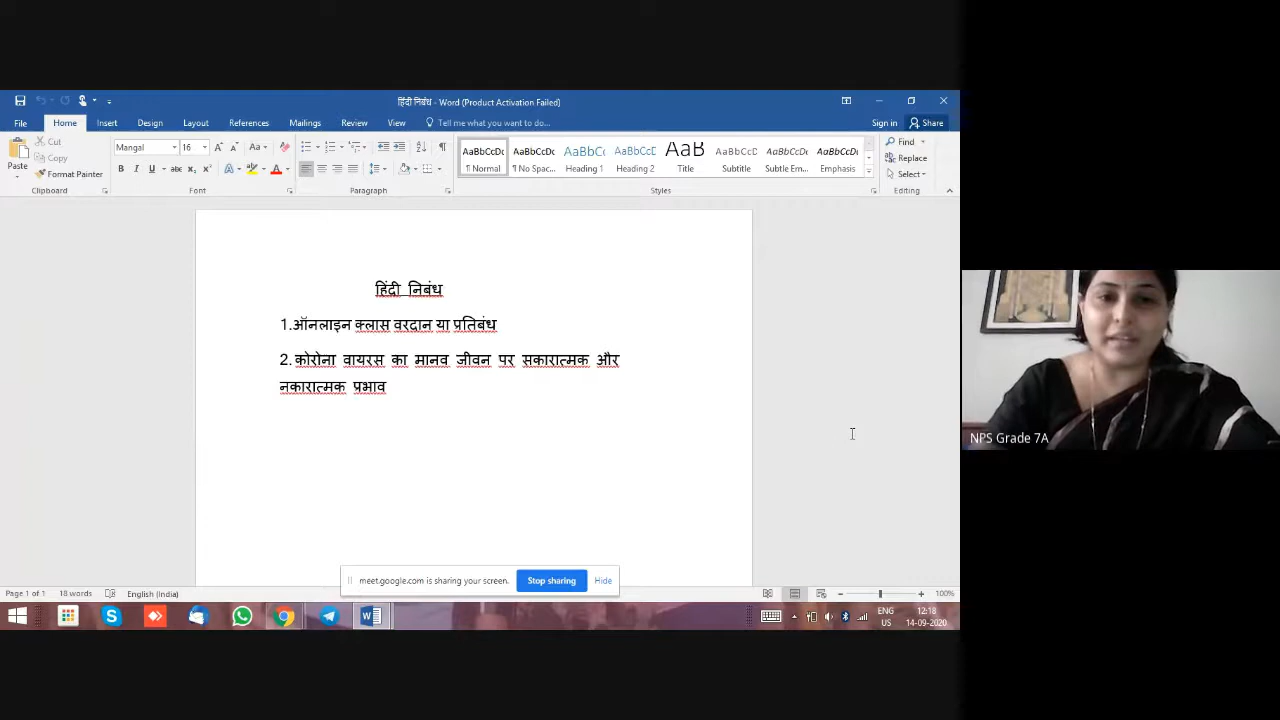 हिंदी निबंध - Word (Product Activation Failed)
File Home Insert Design Layout References Mailings Review View Tell me what you want to do... Sign in Share
Paste Cut Copy Format Painter Clipboard
Mangal 16 Aa B I U abc x₂ x² A Font
Paragraph
AaBbCcDc ¶ Normal AaBbCcDc ¶ No Spac... AaBbCc Heading 1 AaBbCcD Heading 2 AaB Title AaBbCcD Subtitle AaBbCcDc Subtle Em... AaBbCcDc Emphasis Styles
Find Replace Select Editing
हिंदी निबंध
1.ऑनलाइन क्लास वरदान या प्रतिबंध
2. कोरोना वायरस का मानव जीवन पर सकारात्मक और
नकारात्मक प्रभाव
NPS Grade 7A
meet.google.com is sharing your screen. Stop sharing Hide
Page 1 of 1 18 words English (India) 100%
ENG
US
12:18
14-09-2020